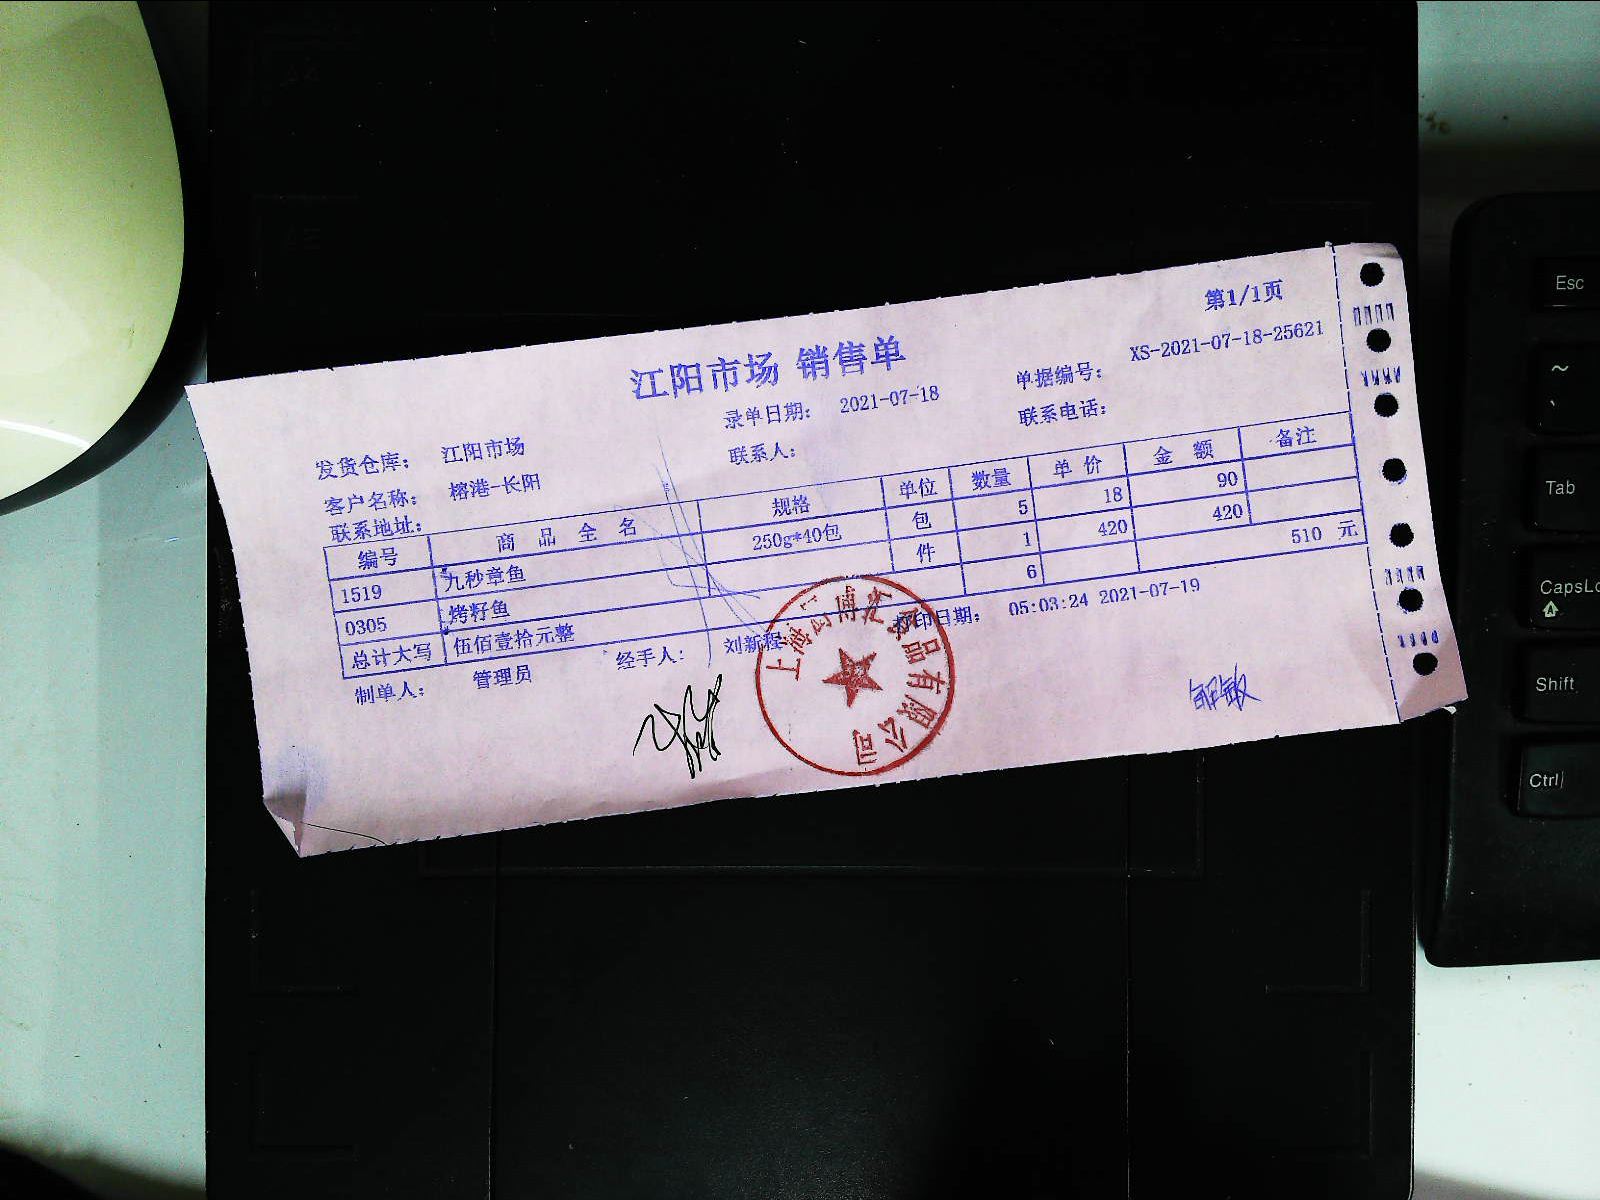 第1/1页
江阳市场 销售单
单据编号: XS-2021-07-18-25621
录单日期: 2021-07-18
联系电话:
发货仓库: 江阳市场
联系人:
客户名称: 榕港-长阳
联系地址:
编号 商 品 全 名 规格 单位 数量 单 价 金 额 备注
1519 九秒章鱼 250g*40包 包 5 18 90
0305 烤籽鱼 件 1 420 420
总计大写 伍佰壹拾元整 6 510 元
制单人: 管理员 经手人: 刘新程 打印日期: 05:03:24 2021-07-19
品有限公司
Esc
~
Tab
CapsLo
Shift
Ctrl